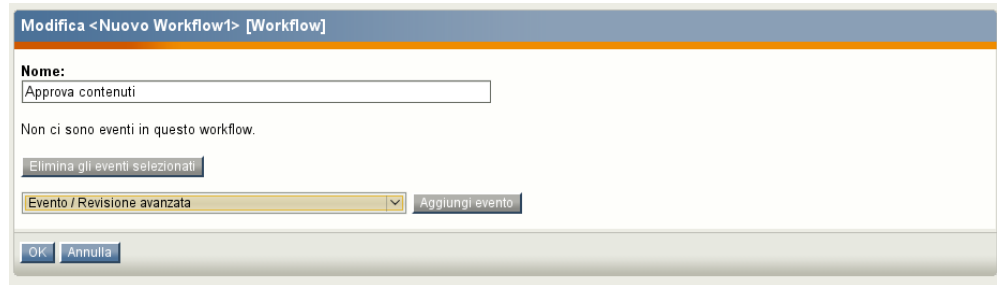 Modifica <Nuovo Workflow1> [Workflow]
Nome:
Approva contenuti
Non ci sono eventi in questo workflow.
Elimina gli eventi selezionati
Evento / Revisione avanzata Aggiungi evento
OK Annulla